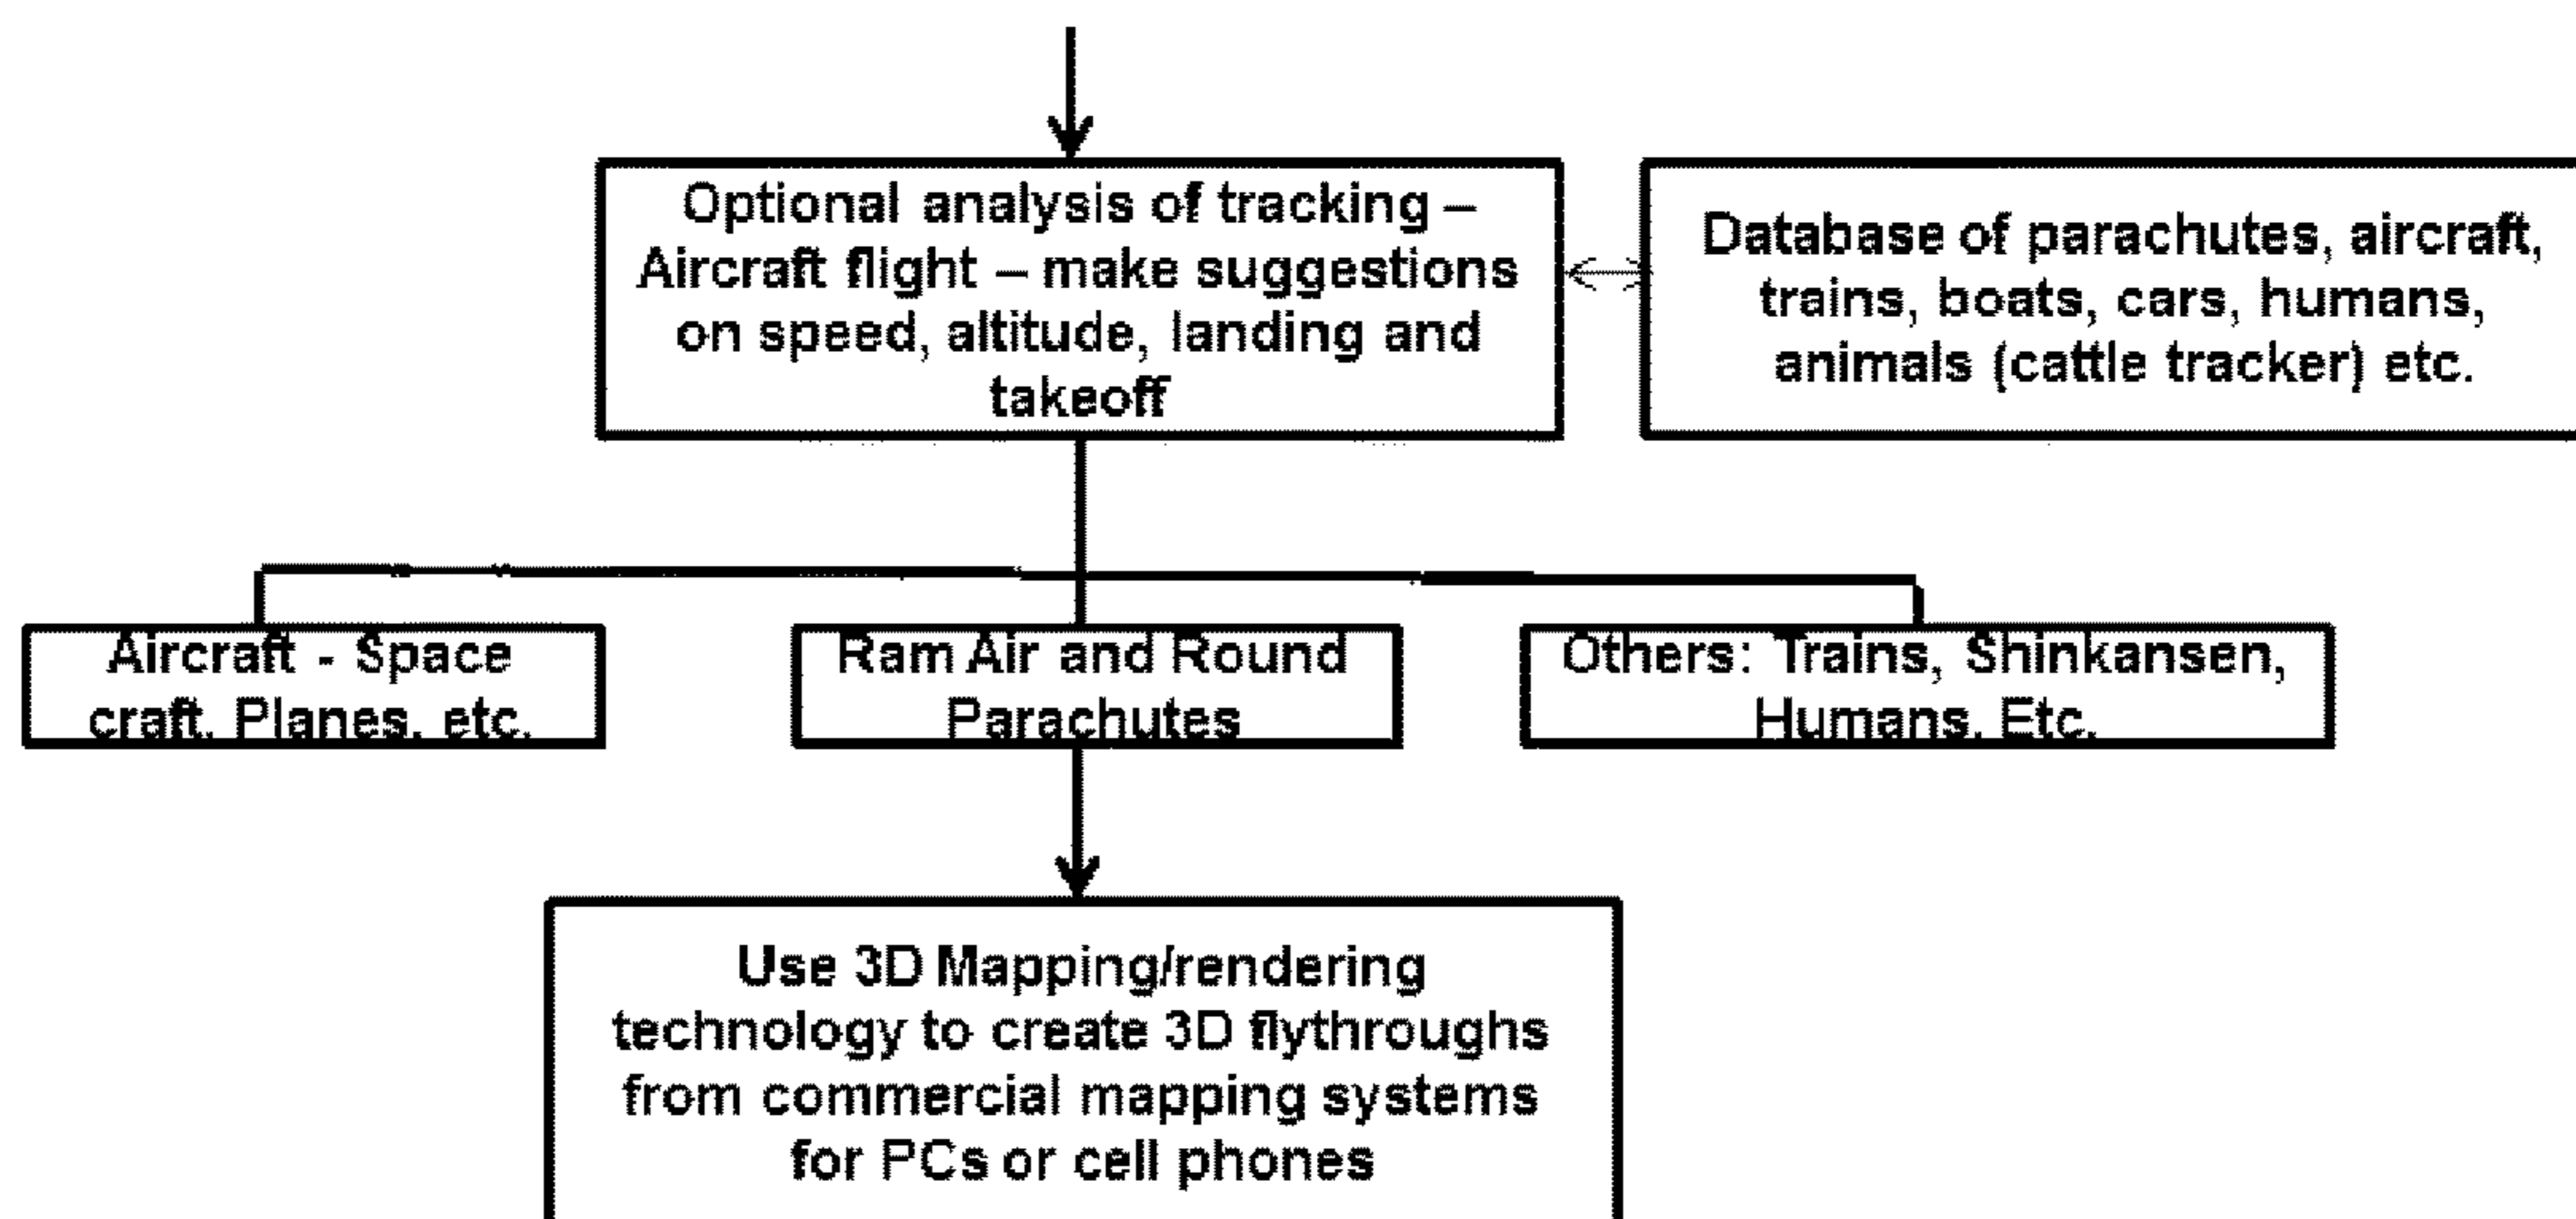 Optional analysis of tracking –
Aircraft flight – make suggestions
on speed, altitude, landing and
takeoff
Database of parachutes, aircraft,
trains, boats, cars, humans,
animals (cattle tracker) etc.
Aircraft - Space
craft, Planes, etc.
Ram Air and Round
Parachutes
Others: Trains, Shinkansen,
Humans, Etc.
Use 3D Mapping/rendering
technology to create 3D flythroughs
from commercial mapping systems
for PCs or cell phones